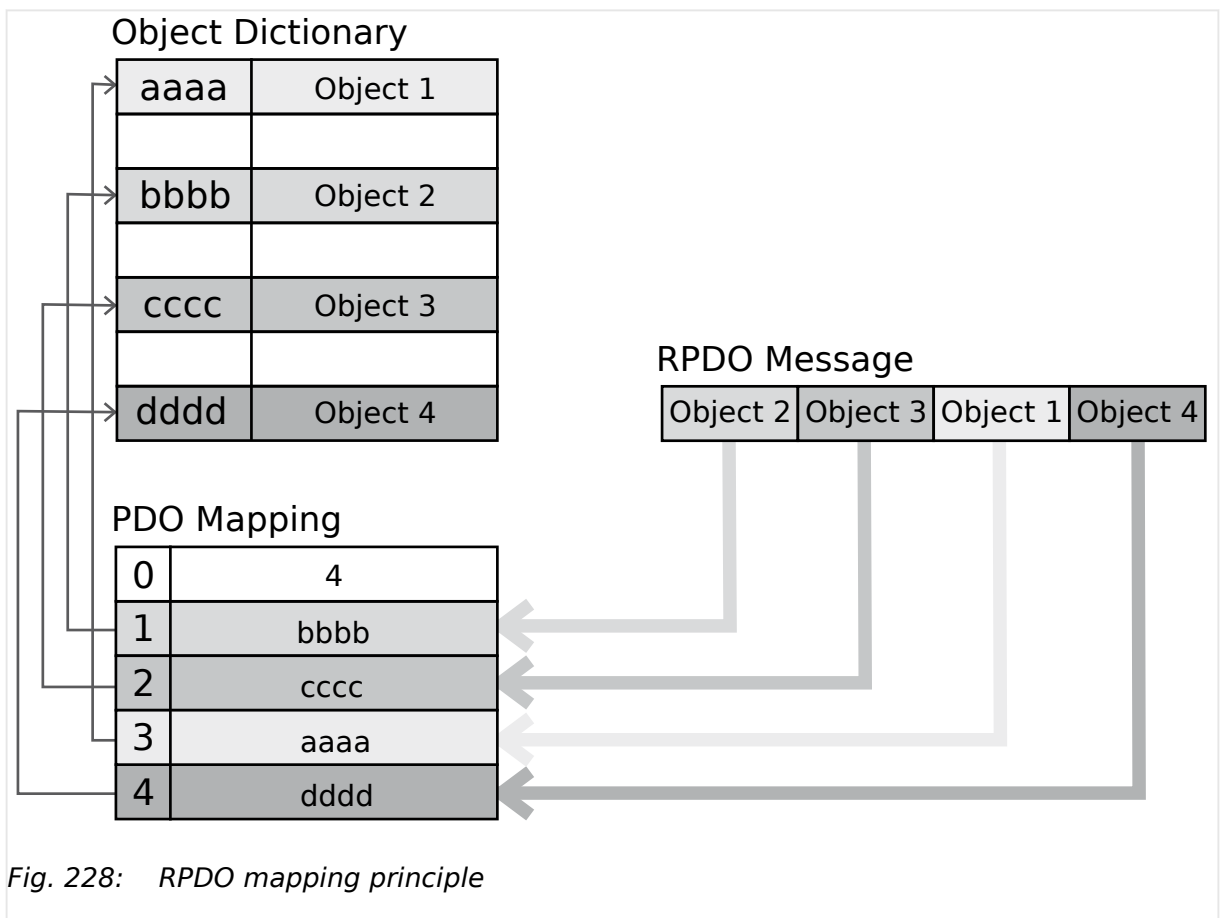 Object Dictionary
aaaa Object 1
bbbb Object 2
cccc Object 3
dddd Object 4
RPDO Message
Object 2 Object 3 Object 1 Object 4
PDO Mapping
0 4
1 bbbb
2 cccc
3 aaaa
4 dddd
Fig. 228: RPDO mapping principle